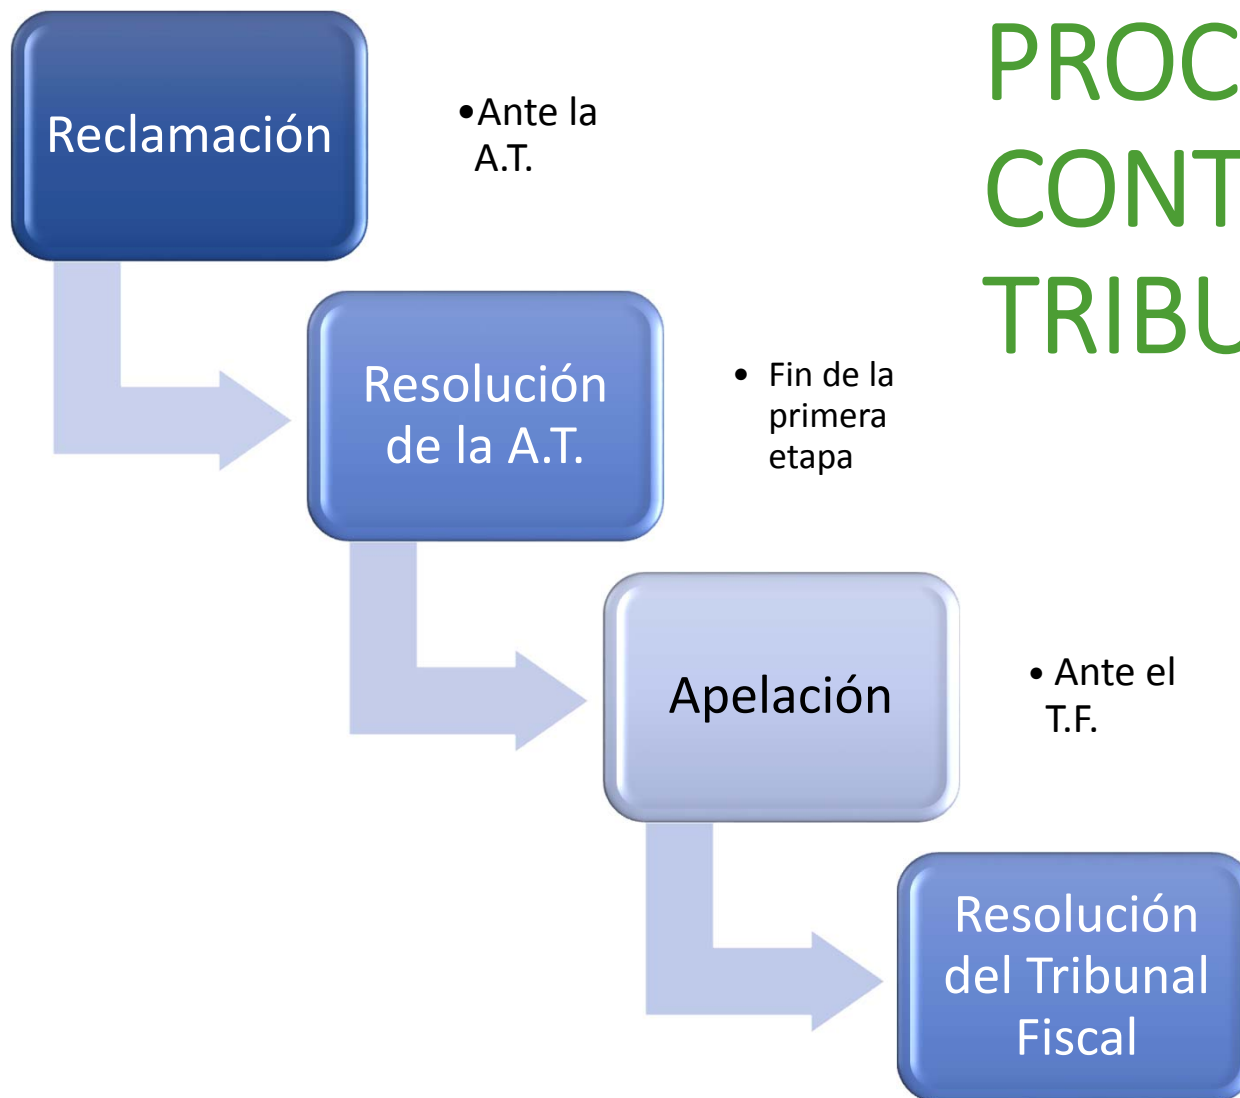 PROC
CONT
TRIBU
Reclamación
•Ante la
A.T.
Resolución
de la A.T.
• Fin de la
primera
etapa
Apelación
• Ante el
T.F.
Resolución
del Tribunal
Fiscal